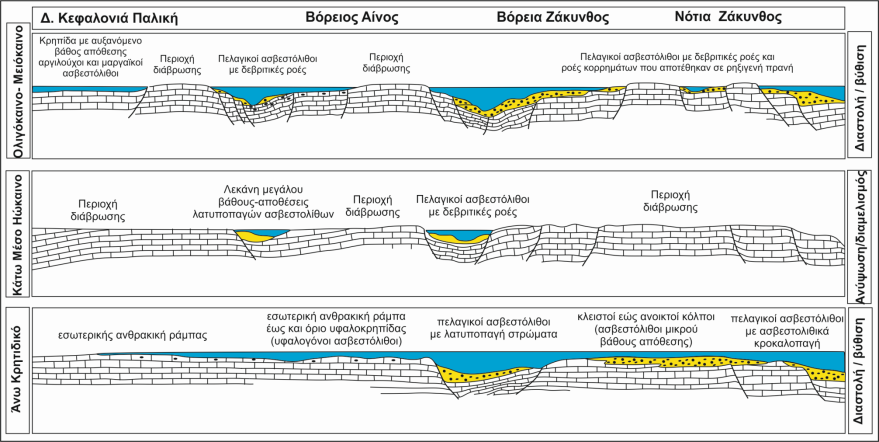 Δ. Κεφαλονιά Παλική
Βόρειος Αίνος
Βόρεια Ζάκυνθος
Νότια Ζάκυνθος
Ολιγόκαινο- Μειόκαινο
Κρηπίδα με αυξανόμενο
βάθος απόθεσης
αργιλούχοι και μαργαϊκοί
ασβεστόλιθοι
Περιοχή
διάβρωσης
Πελαγικοί ασβεστόλιθοι
με δεβριτικές ροές
Περιοχή
διάβρωσης
Πελαγικοί ασβεστόλιθοι με δεβριτικές ροές και
ροές κορρημάτων που αποτέθηκαν σε ρηξιγενή πρανή
Διαστολή / βύθιση
Κάτω Μέσο Ηώκαινο
Περιοχή
διάβρωσης
Λεκάνη μεγάλου
βάθους-αποθέσεις
λατυποπαγών ασβεστολίθων
Περιοχή
διάβρωσης
Πελαγικοί ασβεστόλιθοι
με δεβριτικές ροές
Περιοχή
διάβρωσης
Ανύψωση/διαμελισμός
Άνω Κρητιδικό
εσωτερικής ανθρακική ράμπας
εσωτερική ανθρακική ράμπα
έως και όριο υφαλοκρηπίδας
(υφαλογόνοι ασβεστόλιθοι)
πελαγικοί ασβεστόλιθοι
με λατυποπαγή στρώματα
κλειστοί εώς ανοικτοί κόλποι
(ασβεστόλιθοι μικρού
βάθους απόθεσης)
πελαγικοί ασβεστόλιθοι
με ασβεστολιθικά
κροκαλοπαγή
Διαστολή / βύθιση